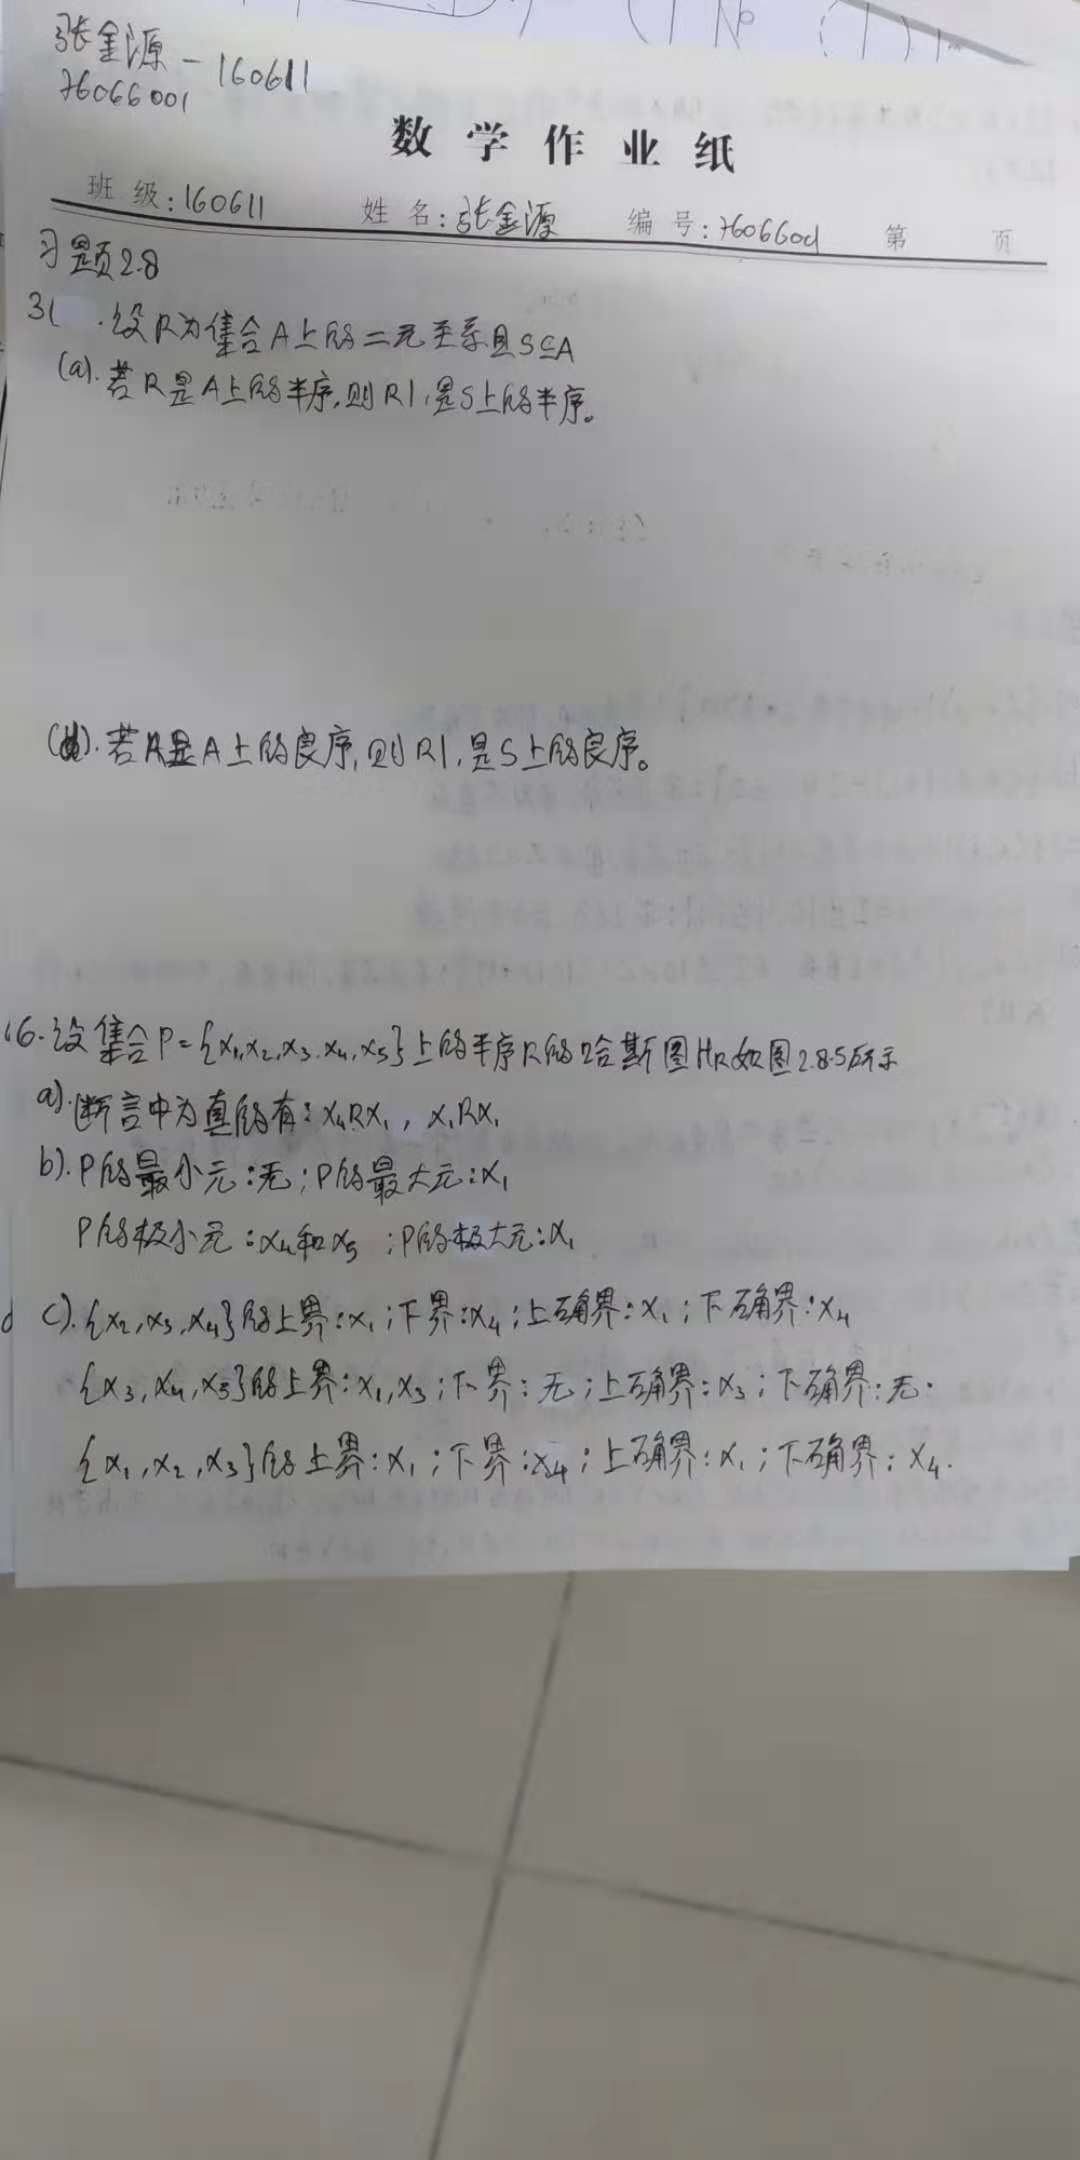 张金源-160611
76066001
数学作业纸
班级:160611 姓名:张金源 编号:7606600 第 页
习题2.8
3( .设R为集合A上的二元关系且S⊆A
(a).若R是A上的半序,则R|,是S上的半序。
(d).若R是A上的良序,则R|,是S上的良序。
16.设集合P={x₁,x₂,x₃.x₄,x₅}上的半序R的哈斯图HR如图2.8.5所示
a).断言中为真的有:x₄Rx₁,x₁Rx₁
b).P的最小元:无;P的最大元:x₁
P的极小元:x₄和x₅;P的极大元:x₁
c).{x₂,x₃,x₄}的上界:x₁;下界:x₄;上确界:x₁;下确界:x₄
{x₃,x₄,x₅}的上界:x₁,x₃;下界:无;上确界:x₃;下确界:无.
{x₁,x₂,x₃}的上界:x₁;下界:x₄;上确界:x₁;下确界:x₄.